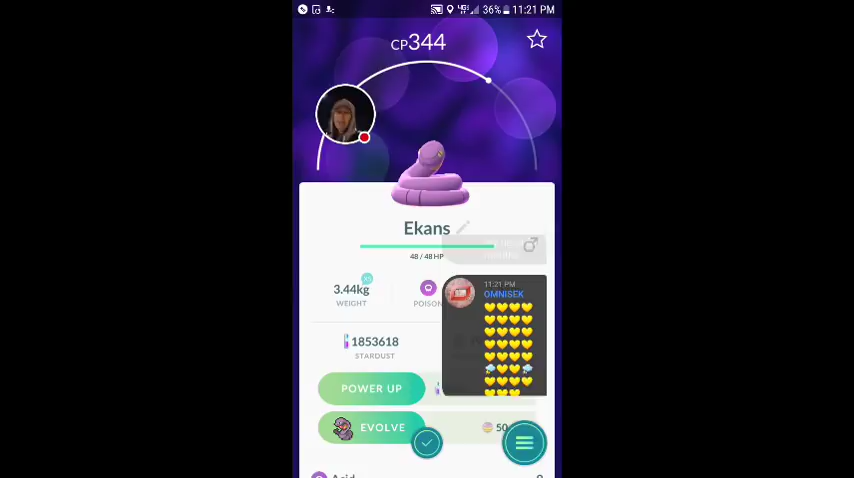 36% 11:21 PM
CP344
Ekans
48 / 48 HP
XS
3.44kg
WEIGHT
POISON
11:21 PM
OMNISEK
1853618
STARDUST
POWER UP
EVOLVE
50
Acid